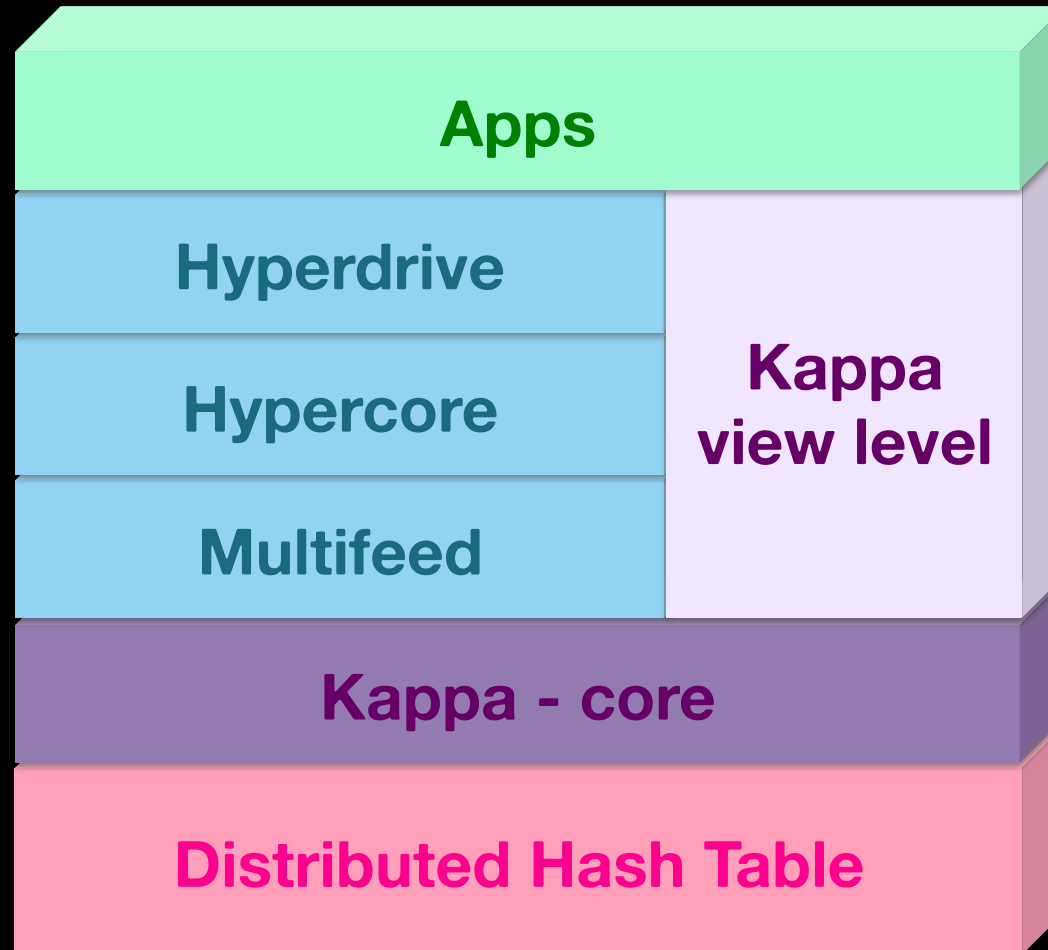 Apps
Hyperdrive
Hypercore
Multifeed
Kappa
view level
Kappa - core
Distributed Hash Table